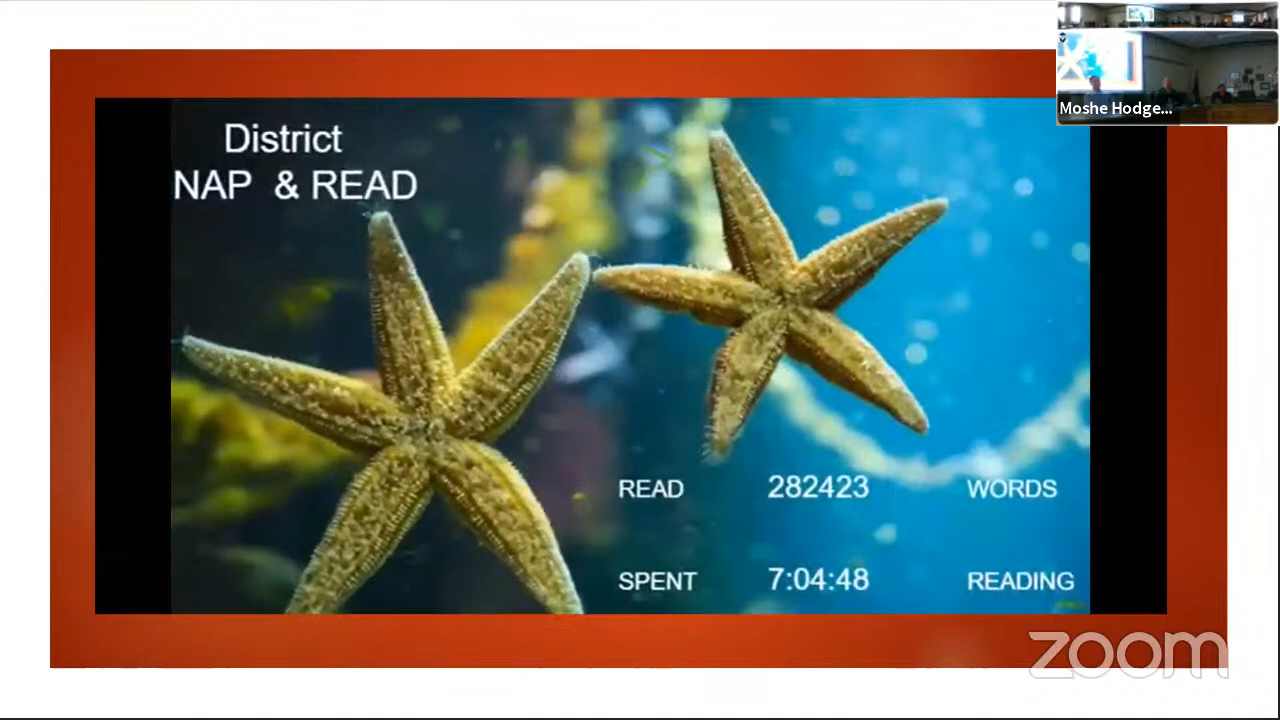 District
NAP & READ
READ 282423 WORDS
SPENT 7:04:48 READING
Moshe Hodge...
zoom